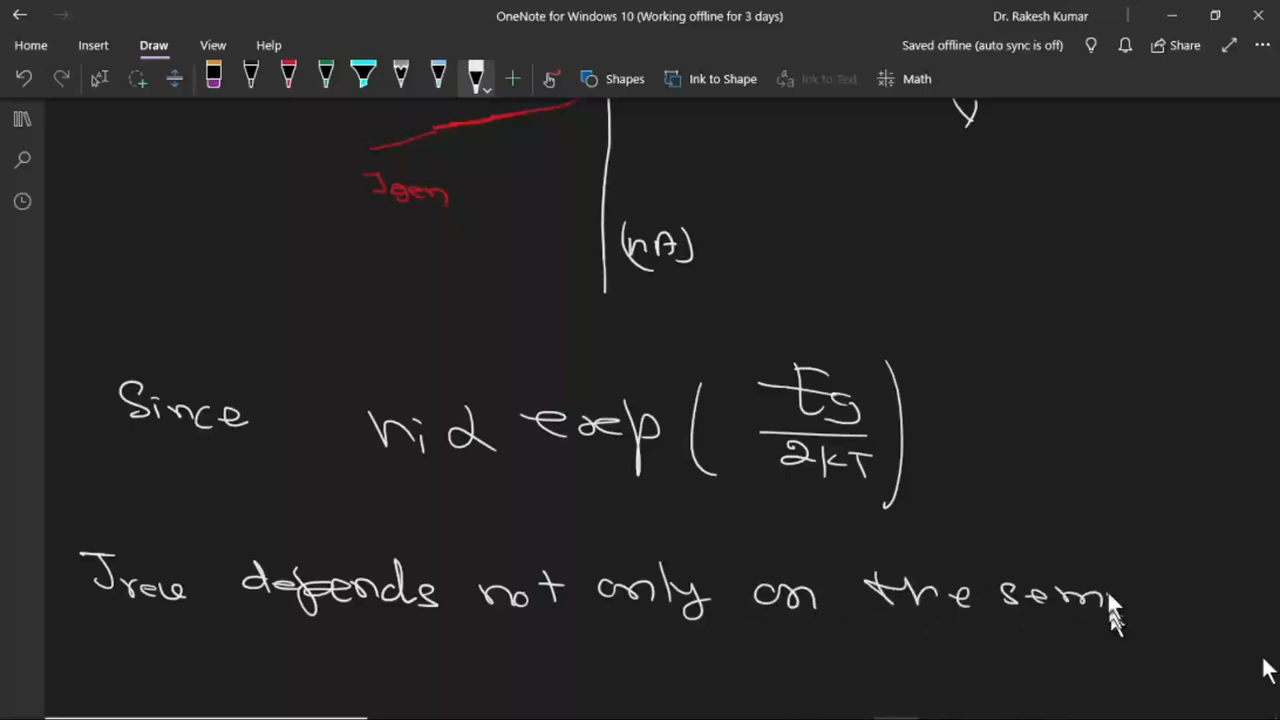 OneNote for Windows 10 (Working offline for 3 days)
Dr. Rakesh Kumar
Home Insert Draw View Help
Saved offline (auto sync is off)
Share
Shapes
Ink to Shape
Ink to Text
Math
Jgen
(nA)
Since ni α exp( -Eg / 2KT )
Jrev depends not only on the semi